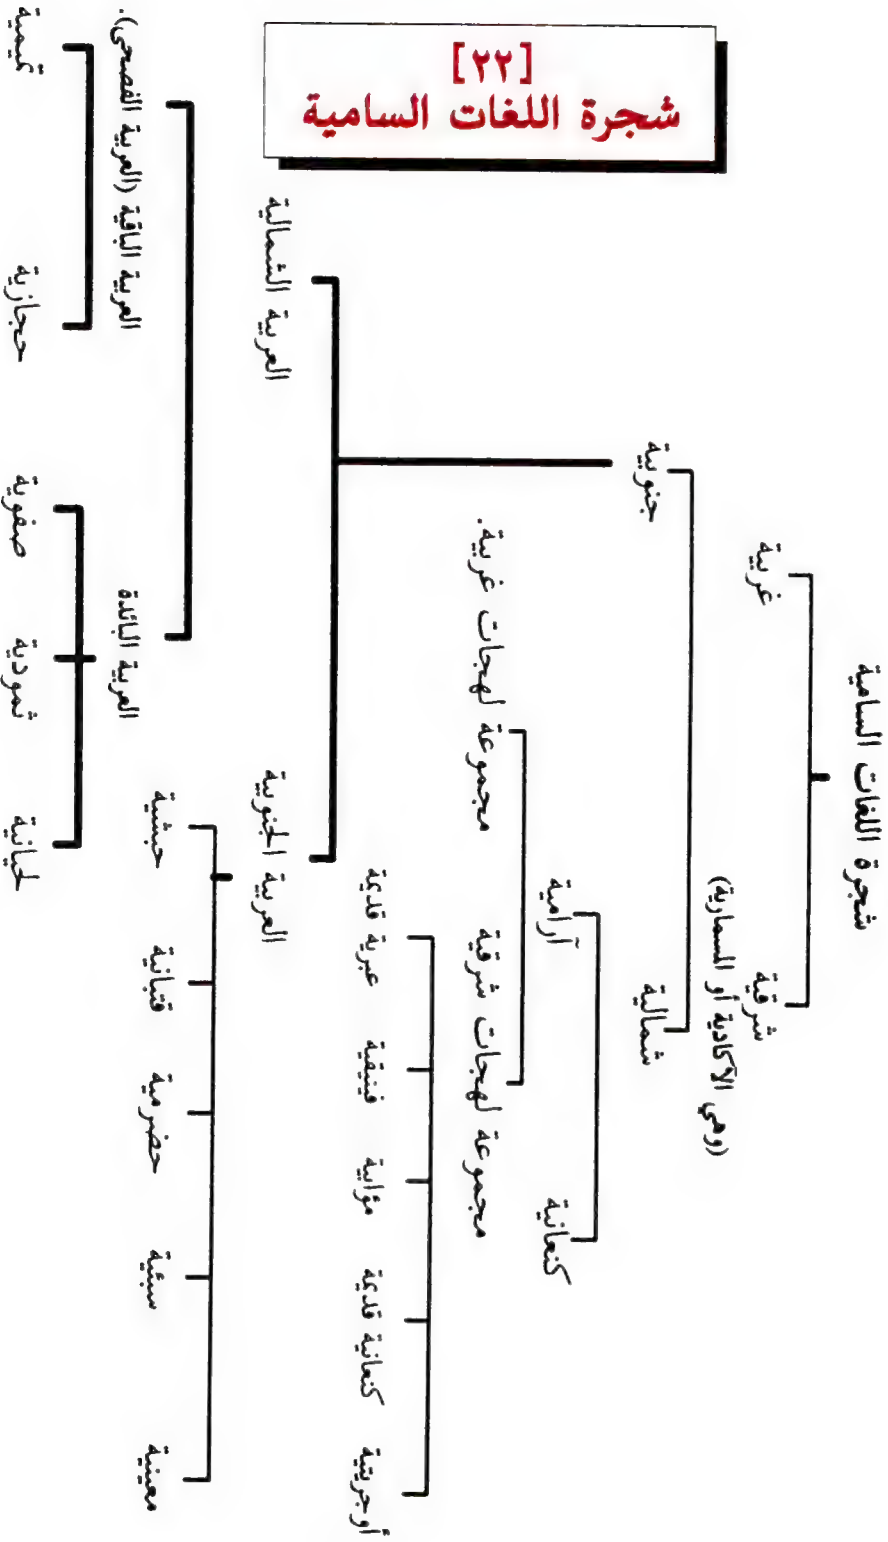 [٢٢]
شجرة اللغات السامية
شجرة اللغات السامية
شرقية
(وهي الآكادية أو المسمارية)
غربية
شمالية
جنوبية
كنعانية
آرامية
مجموعة لهجات شرقية
مجموعة لهجات غربية.
أوجريتية
كنعانية قديمة
مؤابية
فينيقية
عبرية قديمة
العربية الجنوبية
العربية الشمالية
معينية
سبئية
حضرمية
قتبانية
حبشية
العربية البائدة
العربية الباقية (العربية الفصحى).
لحيانية
ثمودية
صفوية
حجازية
تميمية